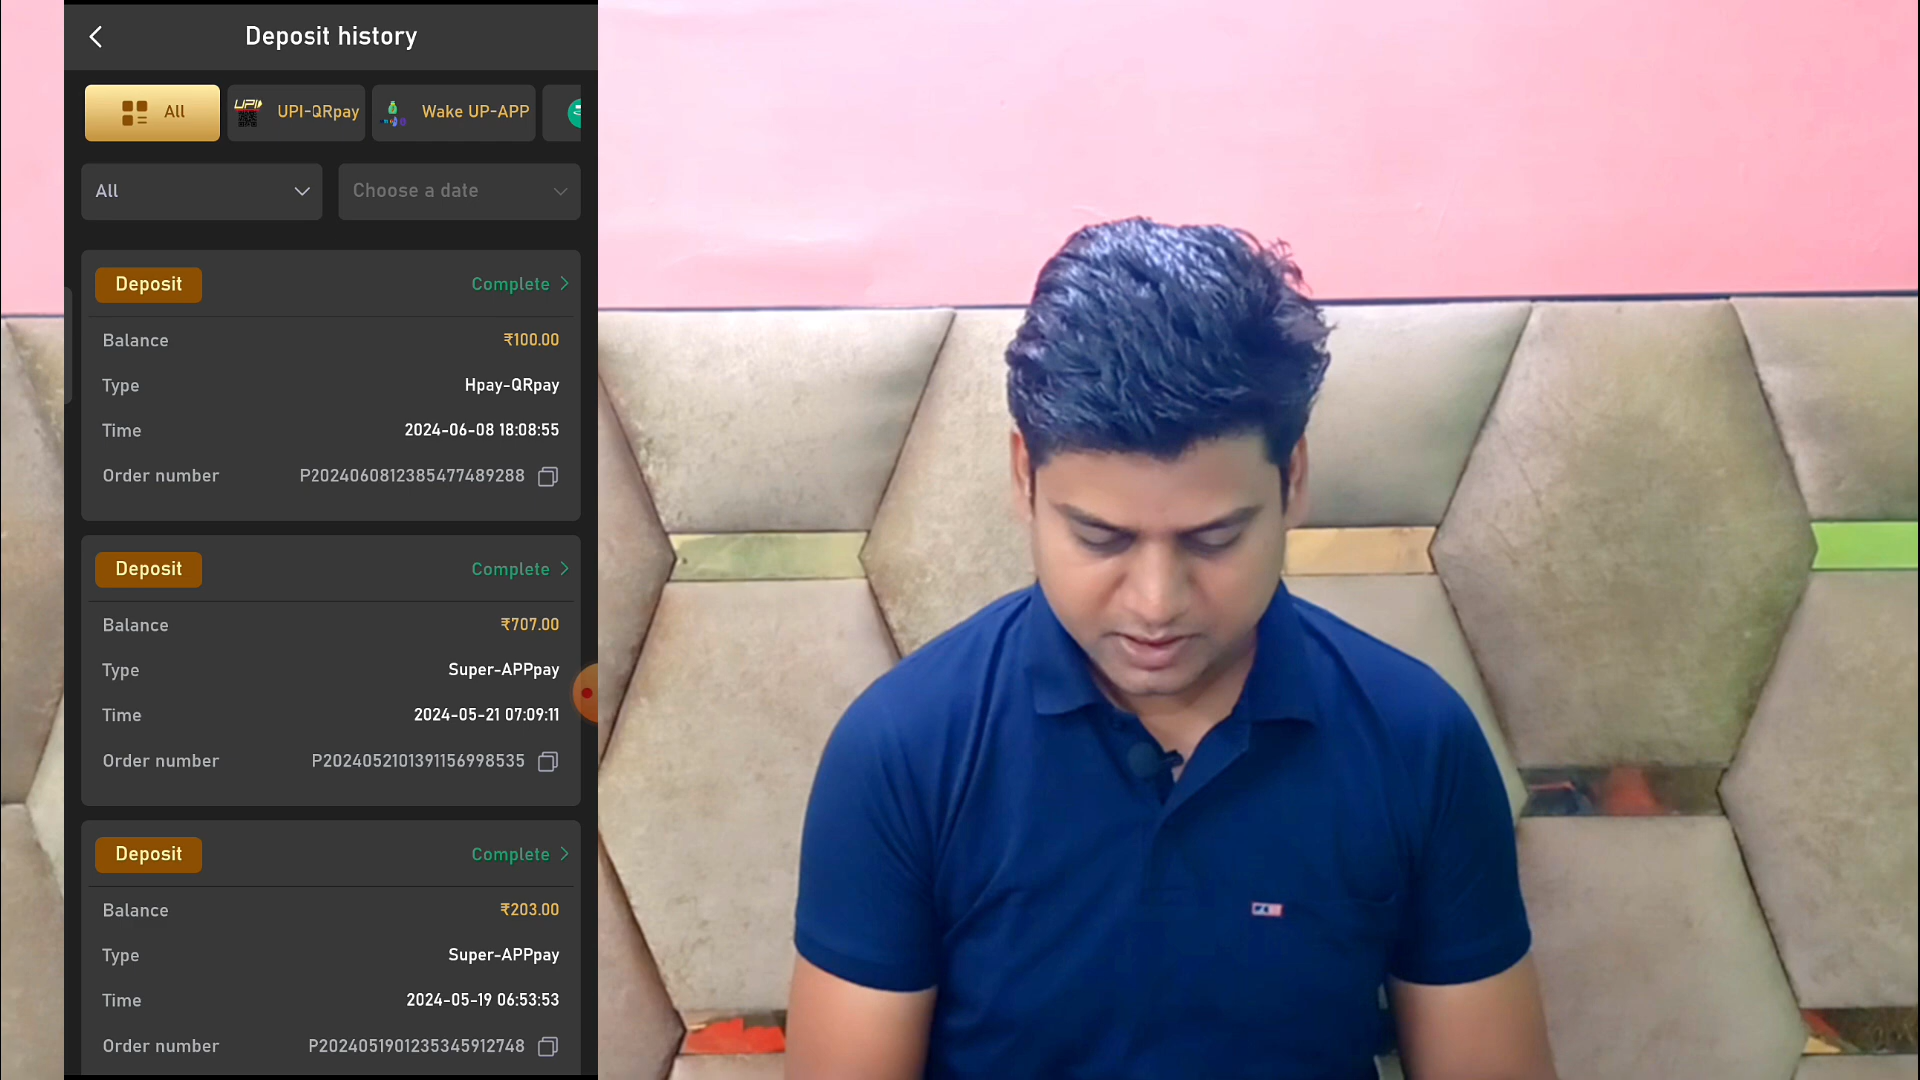 Deposit history
All
UPI
UPI-QRpay
Wake UP-APP
All
Choose a date
Deposit
Complete
Balance
₹100.00
Type
Hpay-QRpay
Time
2024-06-08 18:08:55
Order number
P2024060812385477489288
Deposit
Complete
Balance
₹707.00
Type
Super-APPpay
Time
2024-05-21 07:09:11
Order number
P2024052101391156998535
Deposit
Complete
Balance
₹203.00
Type
Super-APPpay
Time
2024-05-19 06:53:53
Order number
P2024051901235345912748